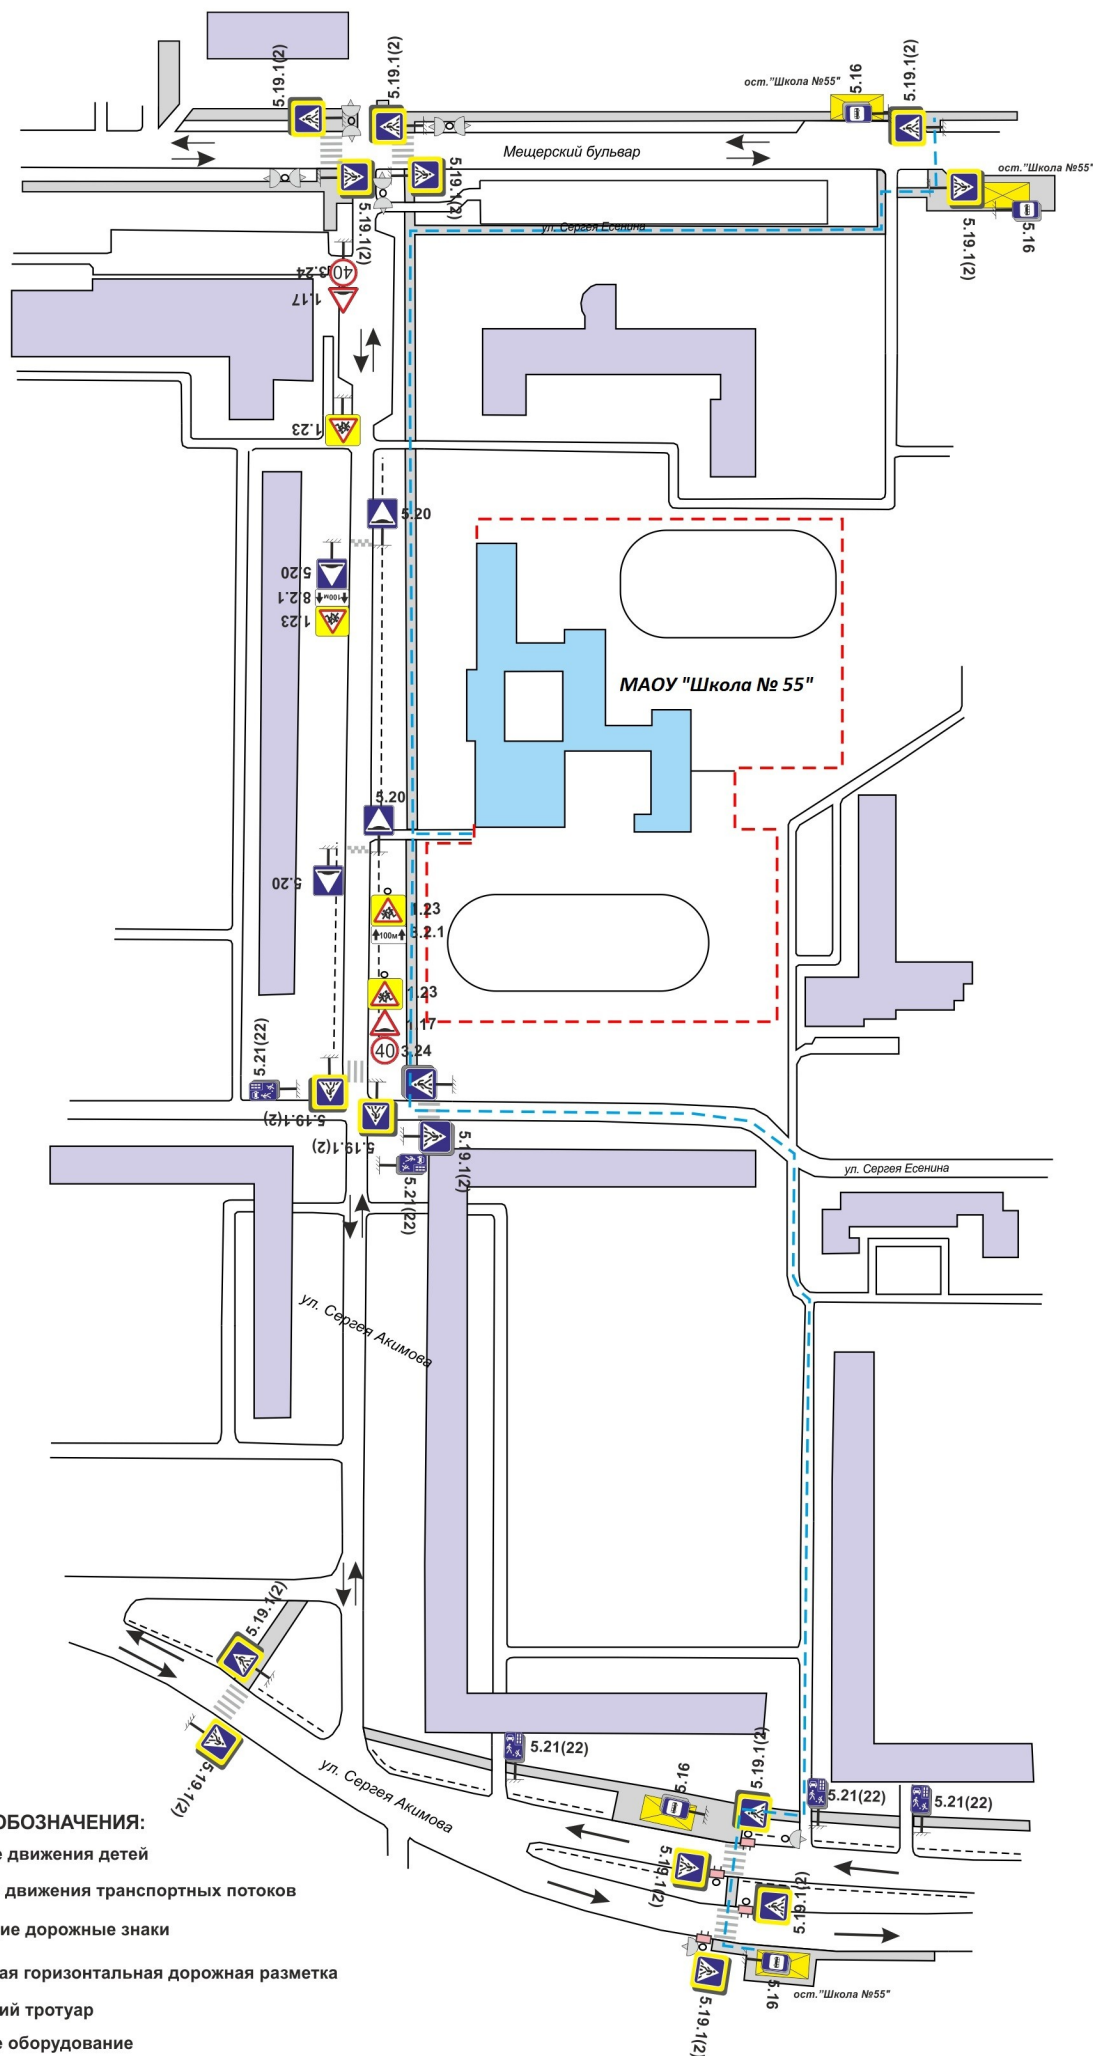 5.19.1(2)
5.19.1(2)
ост."Школа №55"
5.16
5.19.1(2)
Мещерский бульвар
ост."Школа №55"
5.19.1(2)
5.19.1(2)
5.19.1(2)
5.16
ул. Сергея Есенина
40
3.24
1.17
1.23
5.20
5.20
8.2.1
100м
1.23
МАОУ "Школа № 55"
5.20
5.20
1.23
100м
8.2.1
1.23
1.17
40
3.24
5.21(22)
5.19.1(2)
5.19.1(2)
5.19.1(2)
5.21(22)
ул. Сергея Есенина
ул. Сергея Акимова
5.19.1(2)
5.19.1(2)
ул. Сергея Акимова
5.21(22)
5.16
5.19.1(2)
5.21(22)
5.21(22)
5.19.1(2)
5.19.1(2)
5.16
ост."Школа №55"
5.19.1(2)
ОБОЗНАЧЕНИЯ:
е движения детей
движения транспортных потоков
ие дорожные знаки
ая горизонтальная дорожная разметка
ий тротуар
е оборудование